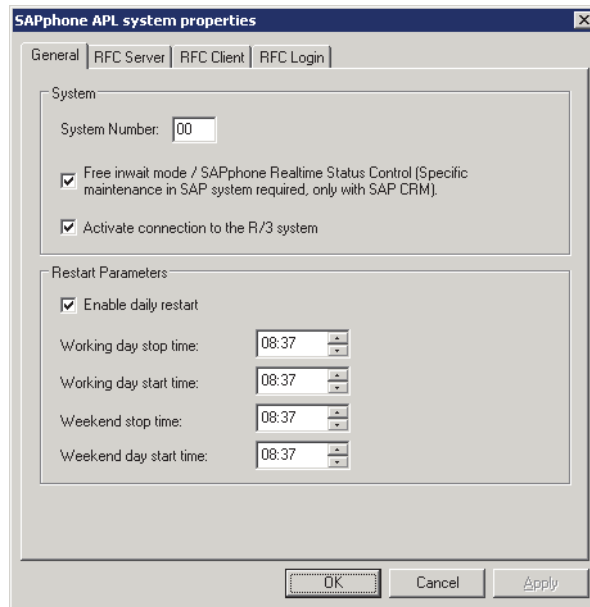 SAPphone APL system properties
General RFC Server RFC Client RFC Login
System
System Number: 00
Free inwait mode / SAPphone Realtime Status Control (Specific
maintenance in SAP system required, only with SAP CRM).
Activate connection to the R/3 system
Restart Parameters
Enable daily restart
Working day stop time: 08:37
Working day start time: 08:37
Weekend stop time: 08:37
Weekend day start time: 08:37
OK Cancel Apply